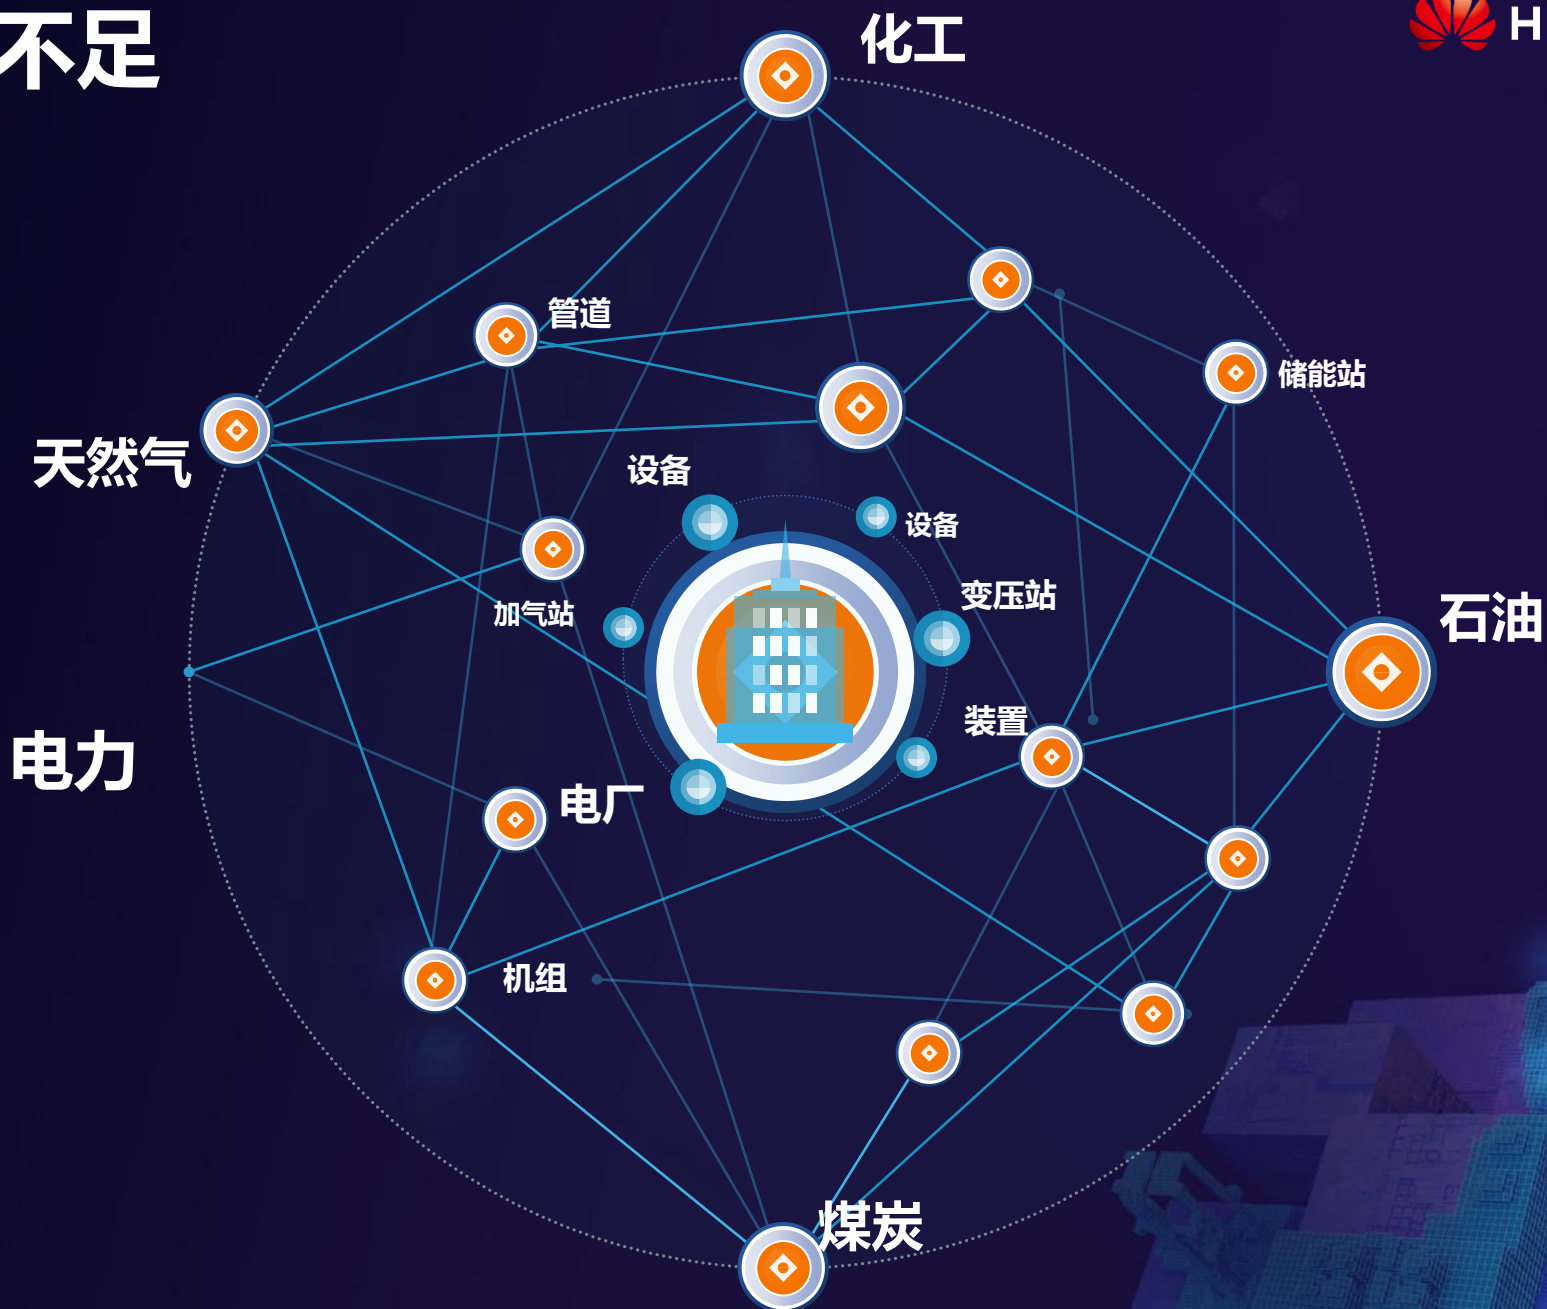 不足
化工
H
管道
储能站
天然气
设备
设备
变压站
加气站
石油
装置
电力
电厂
机组
煤炭